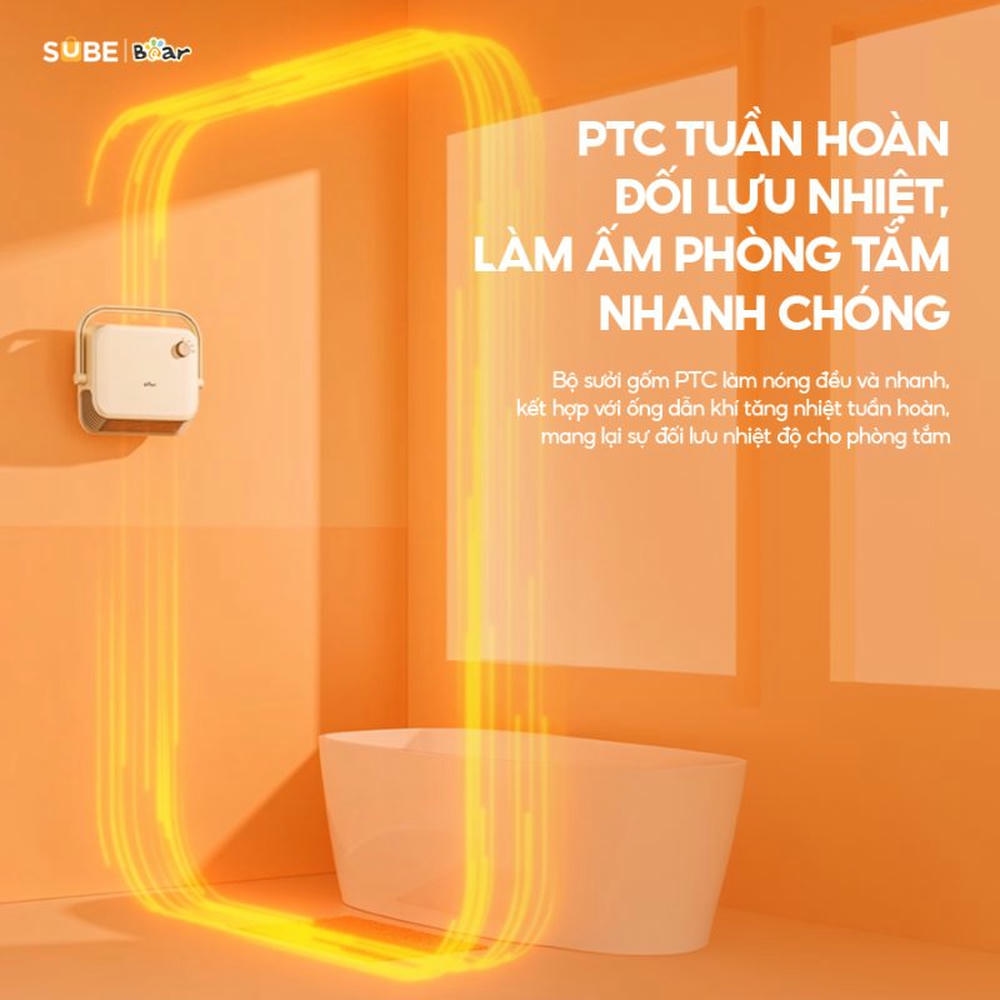 SUBE | Bear
PTC TUẦN HOÀN
ĐỐI LƯU NHIỆT,
LÀM ẤM PHÒNG TẮM
NHANH CHÓNG
Bộ sưởi gốm PTC làm nóng đều và nhanh,
kết hợp với ống dẫn khí tăng nhiệt tuần hoàn,
mang lại sự đối lưu nhiệt độ cho phòng tắm